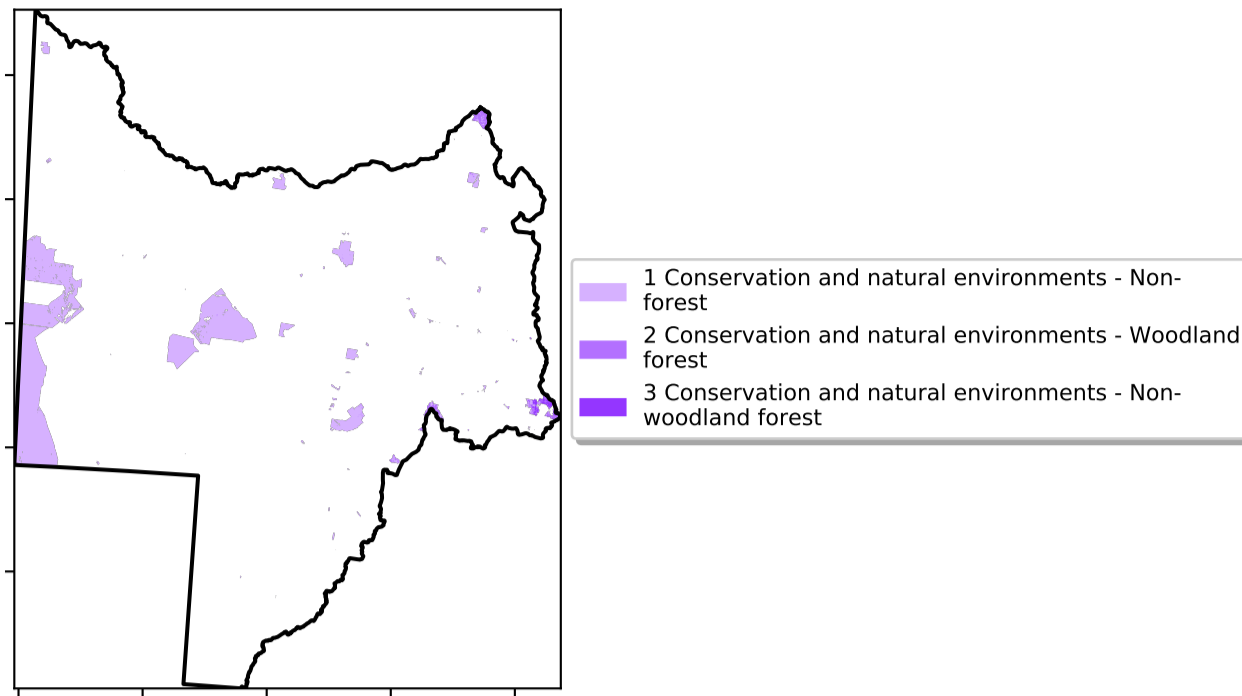 1 Conservation and natural environments - Non-
forest
2 Conservation and natural environments - Woodland
forest
3 Conservation and natural environments - Non-
woodland forest